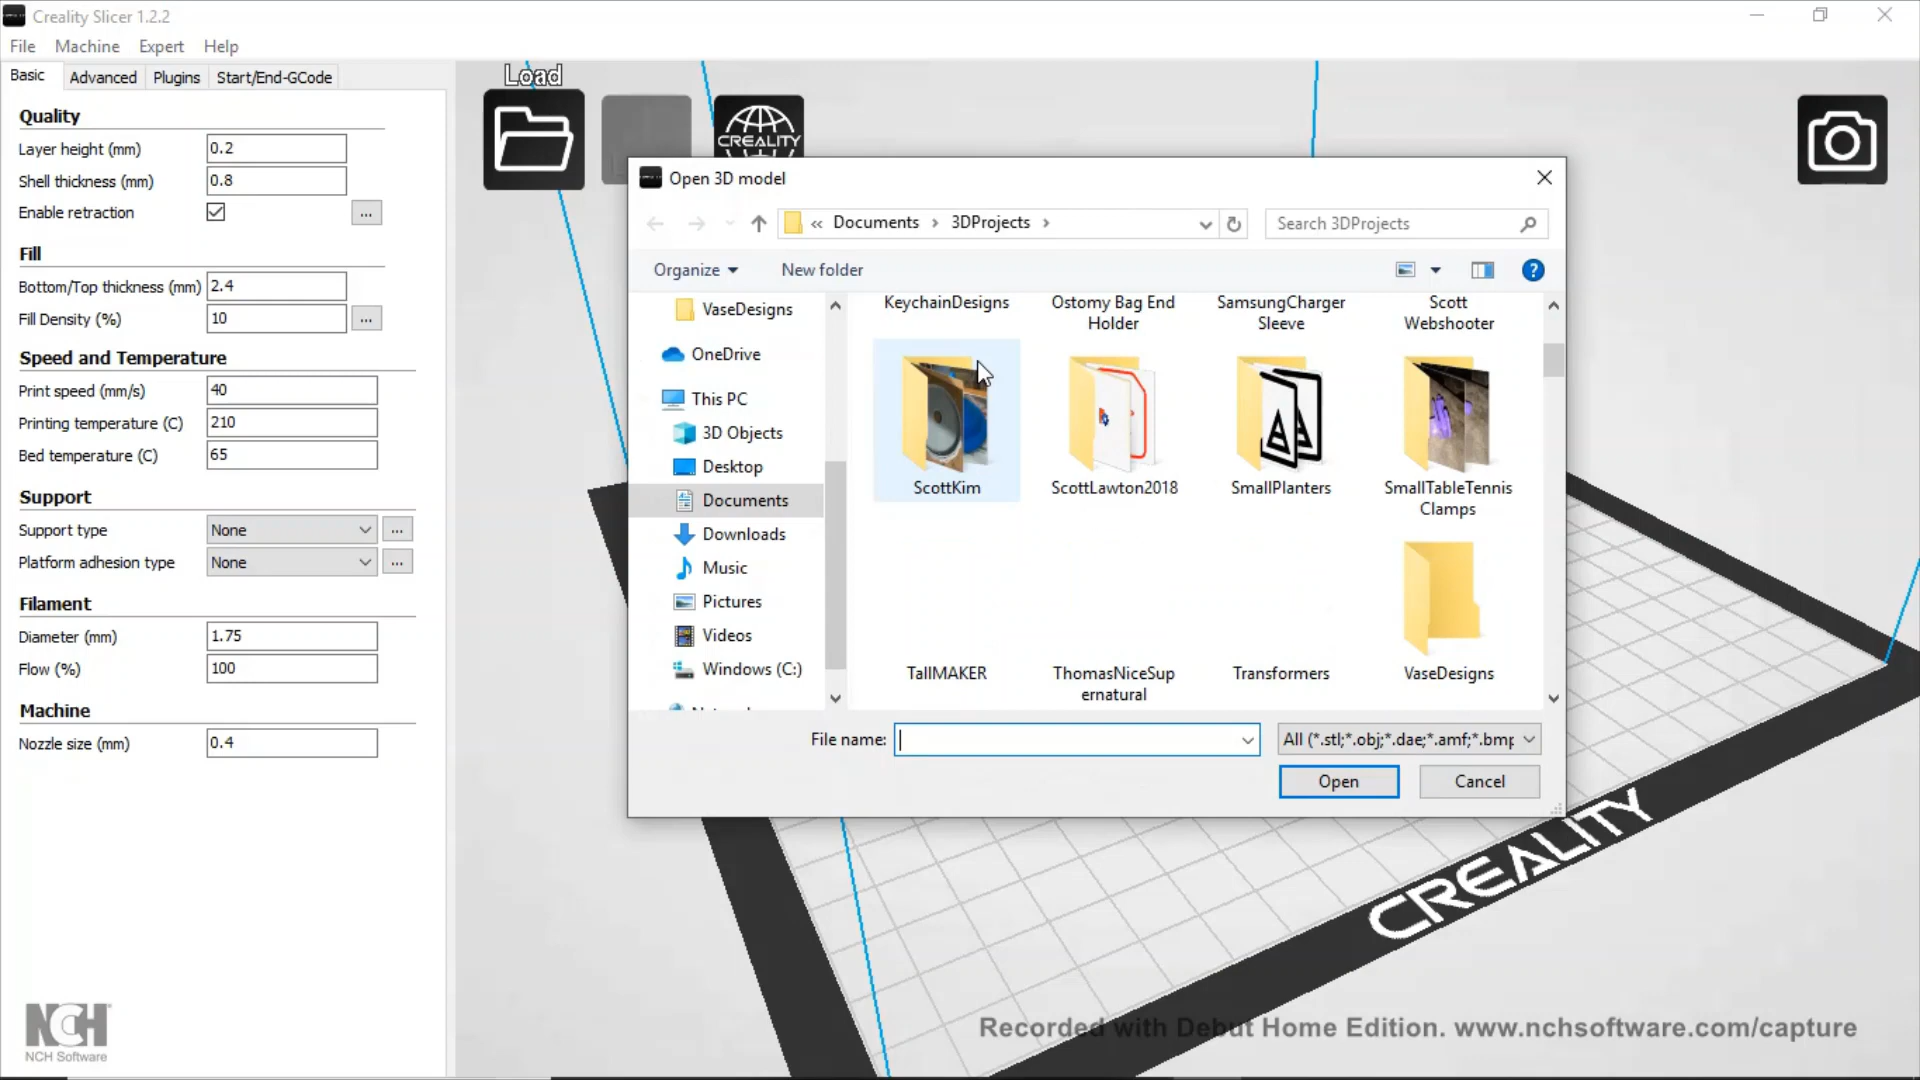 Creality Slicer 1.2.2
File Machine Expert Help
Basic Advanced Plugins Start/End-GCode
Quality
Layer height (mm) 0.2
Shell thickness (mm) 0.8
Enable retraction ...
Fill
Bottom/Top thickness (mm) 2.4
Fill Density (%) 10 ...
Speed and Temperature
Print speed (mm/s) 40
Printing temperature (C) 210
Bed temperature (C) 65
Support
Support type None ...
Platform adhesion type None ...
Filament
Diameter (mm) 1.75
Flow (%) 100
Machine
Nozzle size (mm) 0.4
NCH
NCH Software
Load
CREALITY
Open 3D model
« Documents › 3DProjects ›
Search 3DProjects
Organize New folder
VaseDesigns
OneDrive
This PC
3D Objects
Desktop
Documents
Downloads
Music
Pictures
Videos
Windows (C:)
KeychainDesigns
Ostomy Bag End
Holder
SamsungCharger
Sleeve
Scott
Webshooter
ScottKim
ScottLawton2018
SmallPlanters
SmallTableTennis
Clamps
TallMAKER
ThomasNiceSup
ernatural
Transformers
VaseDesigns
File name:
All (*.stl;*.obj;*.dae;*.amf;*.bmp
Open Cancel
CREALITY
Recorded with Debut Home Edition. www.nchsoftware.com/capture